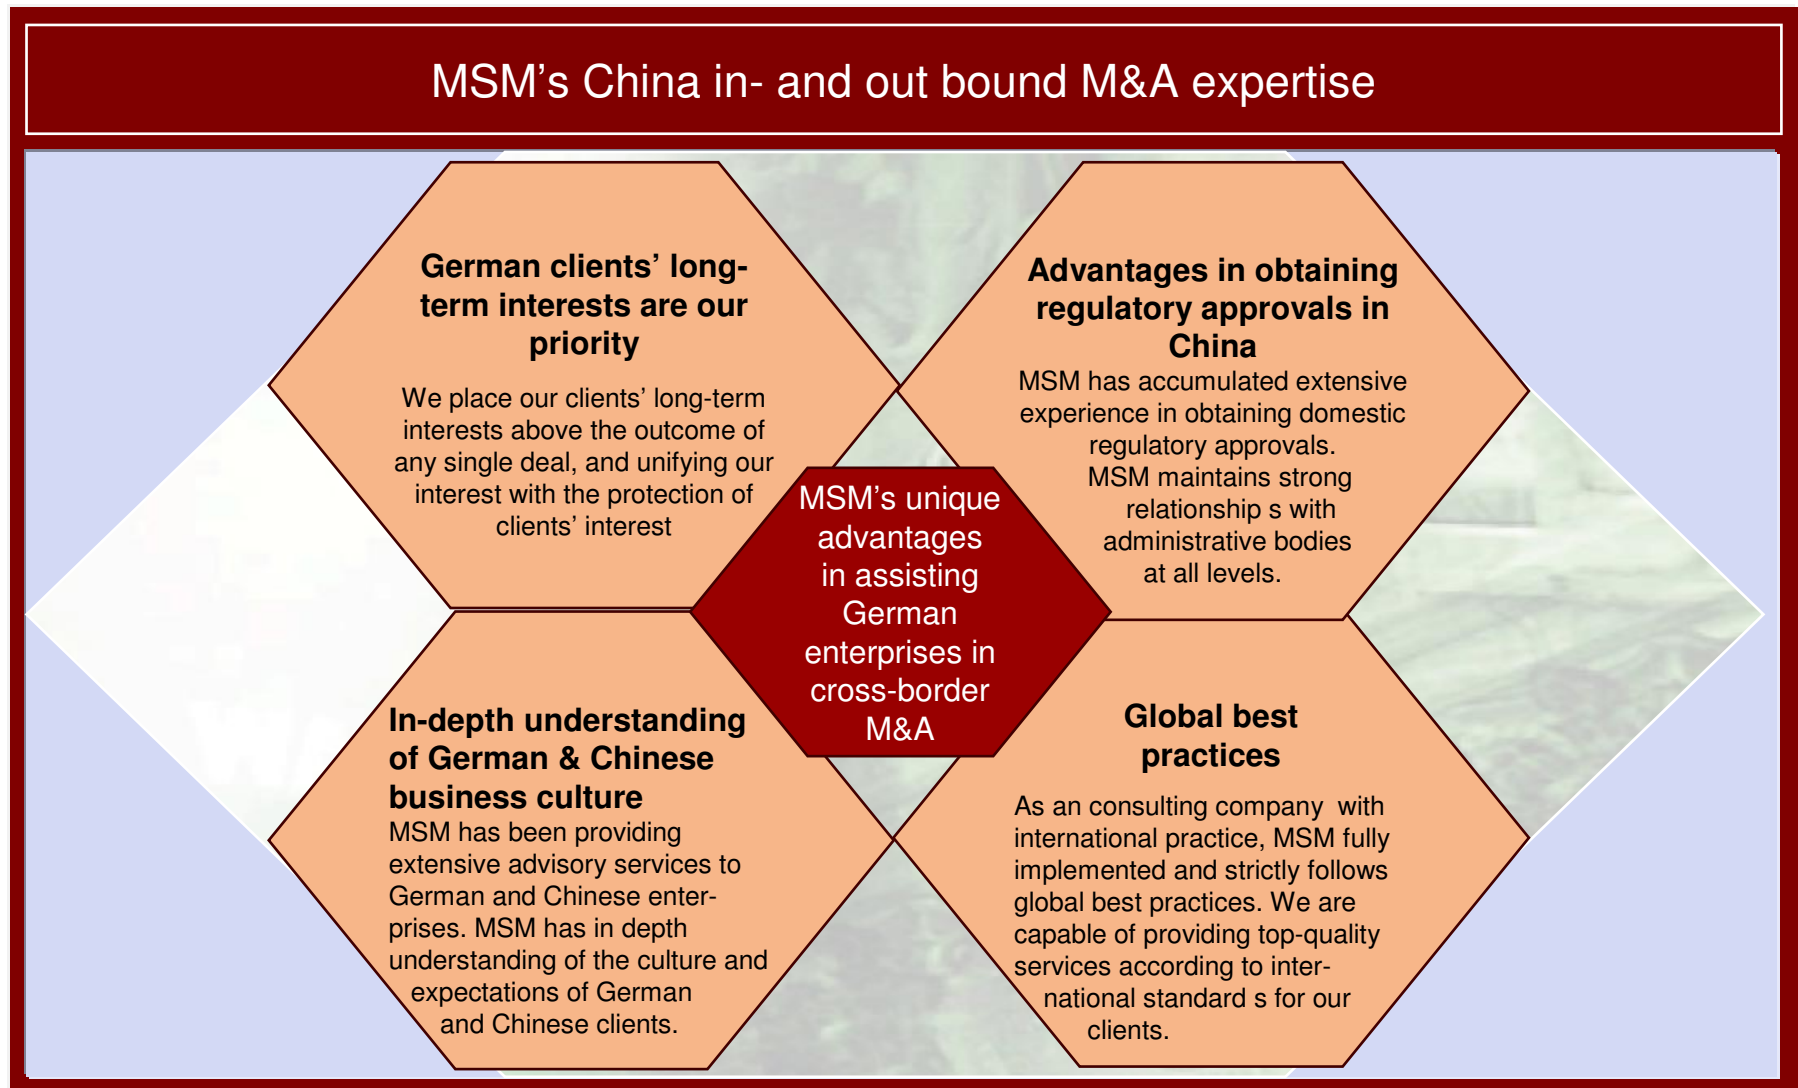 MSM’s China in- and out bound M&A expertise
German clients’ long-
term interests are our
priority
We place our clients’ long-term
interests above the outcome of
any single deal, and unifying our
interest with the protection of
clients’ interest
Advantages in obtaining
regulatory approvals in
China
MSM has accumulated extensive
experience in obtaining domestic
regulatory approvals.
MSM maintains strong
relationship s with
administrative bodies
at all levels.
MSM’s unique
advantages
in assisting
German
enterprises in
cross-border
M&A
In-depth understanding
of German & Chinese
business culture
MSM has been providing
extensive advisory services to
German and Chinese enter-
prises. MSM has in depth
understanding of the culture and
expectations of German
and Chinese clients.
Global best
practices
As an consulting company  with
international practice, MSM fully
implemented and strictly follows
global best practices. We are
capable of providing top-quality
services according to inter-
national standard s for our
clients.